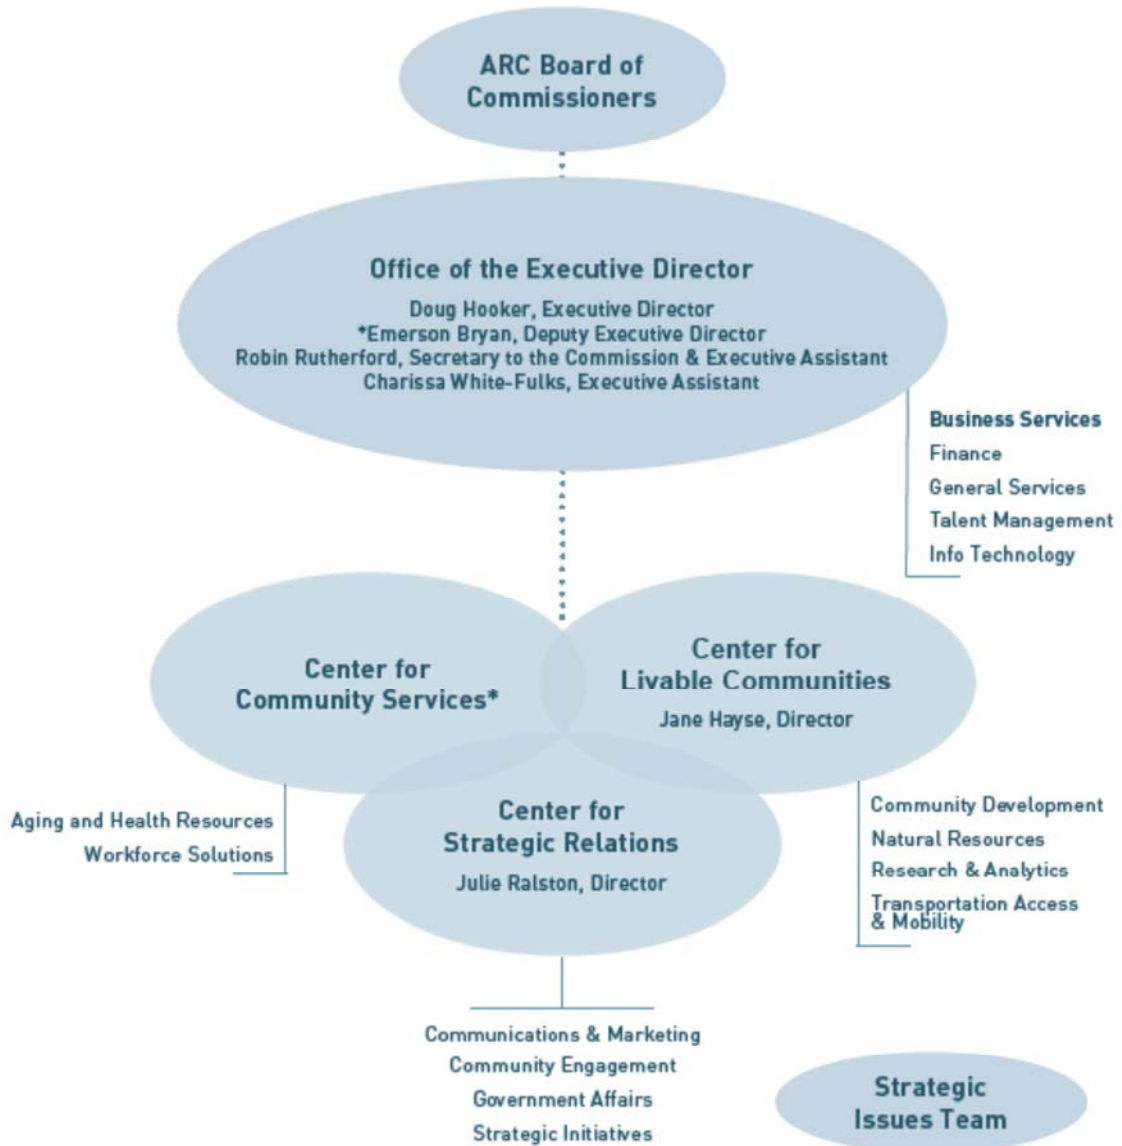 ARC Board of
Commissioners
Office of the Executive Director
Doug Hooker, Executive Director
*Emerson Bryan, Deputy Executive Director
Robin Rutherford, Secretary to the Commission & Executive Assistant
Charissa White-Fulks, Executive Assistant
Business Services
Finance
General Services
Talent Management
Info Technology
Center for
Community Services*
Center for
Livable Communities
Jane Hayse, Director
Aging and Health Resources
Workforce Solutions
Center for
Strategic Relations
Julie Ralston, Director
Community Development
Natural Resources
Research & Analytics
Transportation Access
& Mobility
Communications & Marketing
Community Engagement
Government Affairs
Strategic Initiatives
Strategic
Issues Team